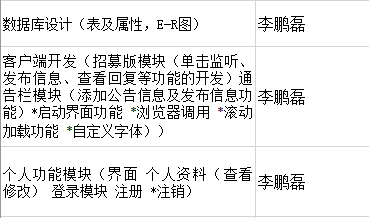 数据库设计（表及属性，E-R图） 李鹏磊
客户端开发（招募版模块（单击监听、
发布信息、查看回复等功能的开发）通
告栏模块（添加公告信息及发布信息功 李鹏磊
能）*启动界面功能 *浏览器调用 *滚动
加载功能 *自定义字体））
个人功能模块（界面 个人资料（查看 李鹏磊
修改） 登录模块 注册 *注销）